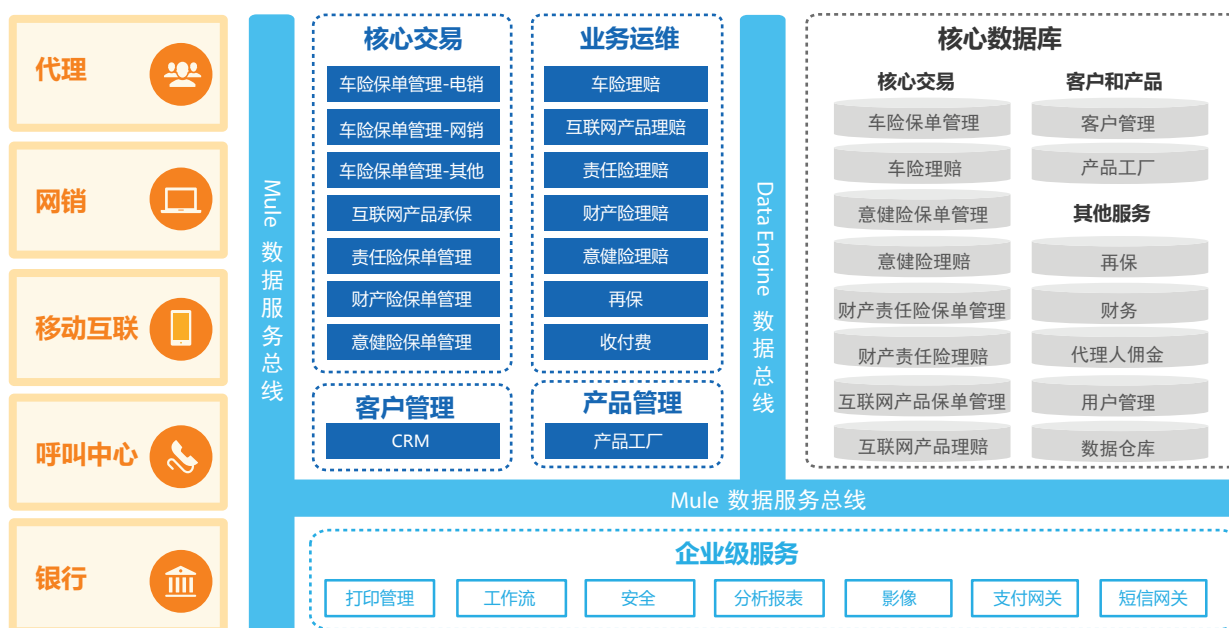 代理
网销
移动互联
呼叫中心
银行
Mule 数据服务总线
核心交易
车险保单管理-电销
车险保单管理-网销
车险保单管理-其他
互联网产品承保
责任险保单管理
财产险保单管理
意健险保单管理
业务运维
车险理赔
互联网产品理赔
责任险理赔
财产险理赔
意健险理赔
再保
收付费
客户管理
CRM
产品管理
产品工厂
Data Engine 数据总线
核心数据库
核心交易
车险保单管理
车险理赔
意健险保单管理
意健险理赔
财产责任险保单管理
财产责任险理赔
互联网产品保单管理
互联网产品理赔
客户和产品
客户管理
产品工厂
其他服务
再保
财务
代理人佣金
用户管理
数据仓库
Mule 数据服务总线
企业级服务
打印管理
工作流
安全
分析报表
影像
支付网关
短信网关